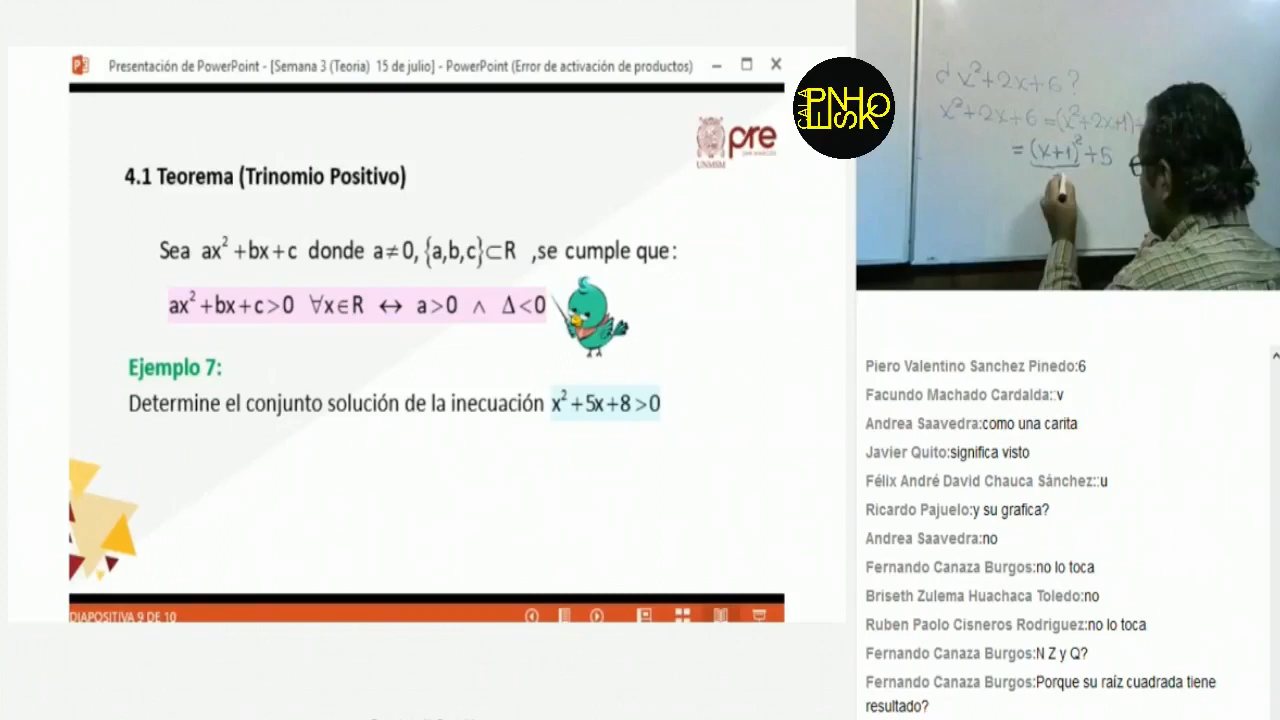 Presentación de PowerPoint - [Semana 3 (Teoria) 15 de julio] - PowerPoint (Error de activación de productos)
UNMSM
pre
4.1 Teorema (Trinomio Positivo)
Sea ax²+bx+c donde a≠0, {a,b,c}⊂R ,se cumple que:
ax²+bx+c>0 ∀x∈R ↔ a>0 ∧ Δ<0
Ejemplo 7:
Determine el conjunto solución de la inecuación x²+5x+8>0
DIAPOSITIVA 9 DE 10
x²+2x+6?
x²+2x+6=(x²+2x+1)+
=(x+1)²+5
Piero Valentino Sanchez Pinedo:6
Facundo Machado Cardalda::v
Andrea Saavedra:como una carita
Javier Quito:significa visto
Félix André David Chauca Sánchez::u
Ricardo Pajuelo:y su grafica?
Andrea Saavedra:no
Fernando Canaza Burgos:no lo toca
Briseth Zulema Huachaca Toledo:no
Ruben Paolo Cisneros Rodriguez:no lo toca
Fernando Canaza Burgos:N Z y Q?
Fernando Canaza Burgos:Porque su raíz cuadrada tiene
resultado?